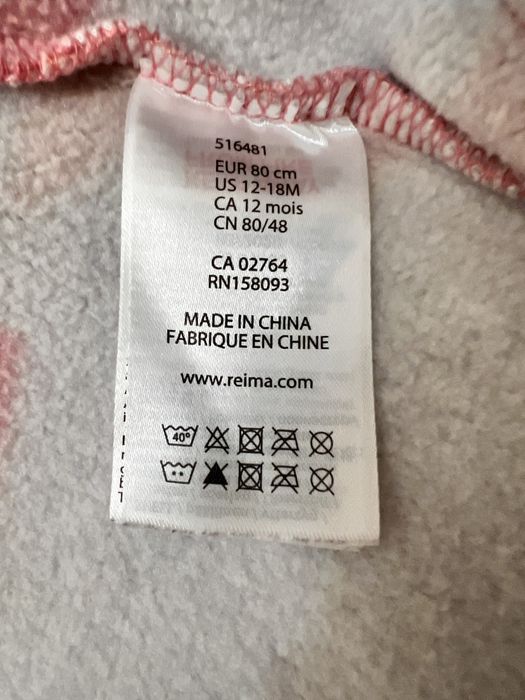 516481
EUR 80 cm
US 12-18M
CA 12 mois
CN 80/48
CA 02764
RN158093
MADE IN CHINA
FABRIQUE EN CHINE
www.reima.com
40°